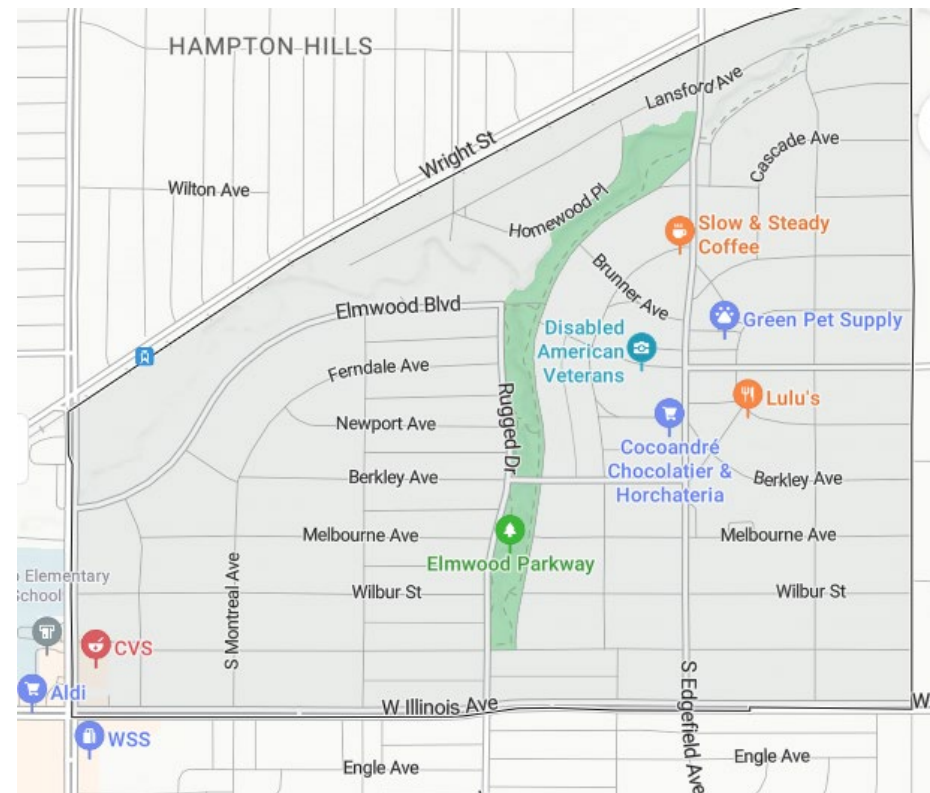 HAMPTON HILLS
Lansford Ave
Wright St
Cascade Ave
Wilton Ave
Homewood Pl
Slow & Steady
Coffee
Brunner Ave
Elmwood Blvd
Green Pet Supply
Disabled
American
Veterans
Ferndale Ave
Rugged Dr
Lulu's
Newport Ave
Cocoandré
Chocolatier &
Horchateria
Berkley Ave
Berkley Ave
Melbourne Ave
Melbourne Ave
Elmwood Parkway
Elementary
School
S Montreal Ave
Wilbur St
Wilbur St
CVS
Aldi
W Illinois Ave
S Edgefield Ave
W
WSS
Engle Ave
Engle Ave